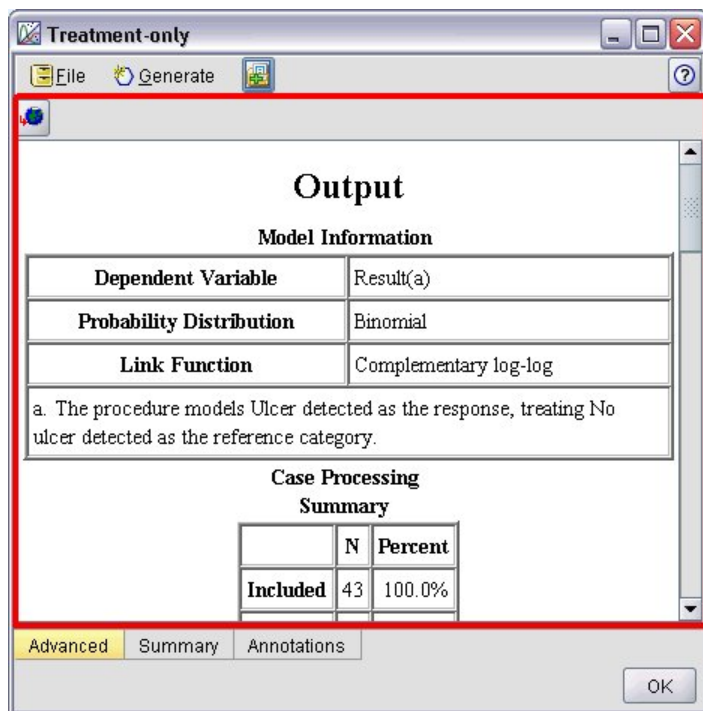 Treatment-only
File Generate
Output
Model Information
Dependent Variable Result(a)
Probability Distribution Binomial
Link Function Complementary log-log
a. The procedure models Ulcer detected as the response, treating No
ulcer detected as the reference category.
Case Processing
Summary
N Percent
Included 43 100.0%
Advanced Summary Annotations
OK